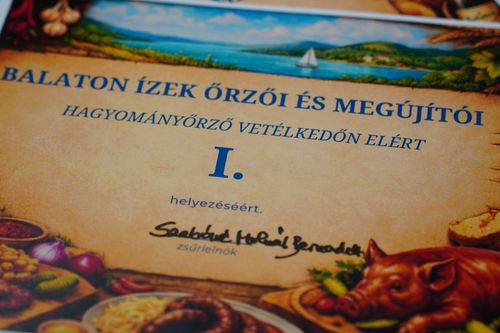 BALATON ÍZEK ŐRZŐI ÉS MEGÚJÍTÓI
HAGYOMÁNYŐRZŐ VETÉLKEDŐN ELÉRT
I.
helyezéséért.
zsűrielnök